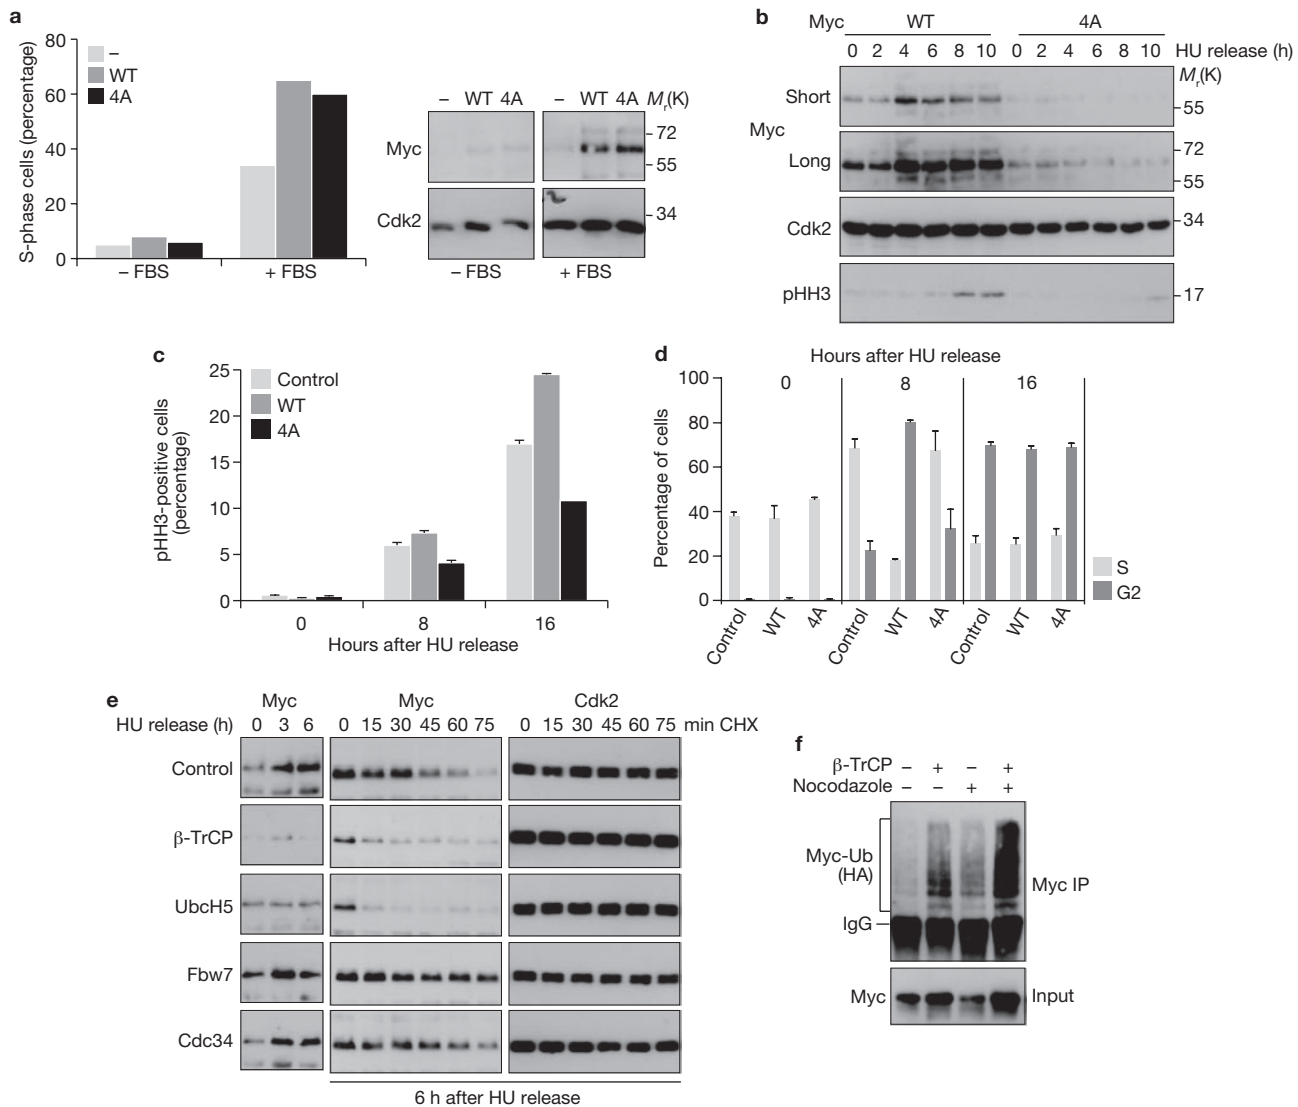 a
80
60
40
20
0
S-phase cells (percentage)
–
WT
4A
– FBS
+ FBS
– WT 4A – WT 4A Mr(K)
Myc
72
55
Cdk2
34
– FBS
+ FBS
b
Myc WT 4A
0 2 4 6 8 10 0 2 4 6 8 10 HU release (h)
Mr(K)
Short
55
Myc
72
Long
55
Cdk2
34
pHH3
17
c
25
20
15
10
5
0
pHH3-positive cells
(percentage)
Control
WT
4A
0 8 16
Hours after HU release
d
Hours after HU release
0 8 16
100
80
60
40
20
0
Percentage of cells
Control WT 4A Control WT 4A Control WT 4A
S
G2
e
Myc Myc Cdk2
HU release (h) 0 3 6 0 15 30 45 60 75 0 15 30 45 60 75 min CHX
Control
β-TrCP
UbcH5
Fbw7
Cdc34
6 h after HU release
f
β-TrCP – + – +
Nocodazole – – + +
Myc-Ub
(HA)
Myc IP
IgG
Myc
Input